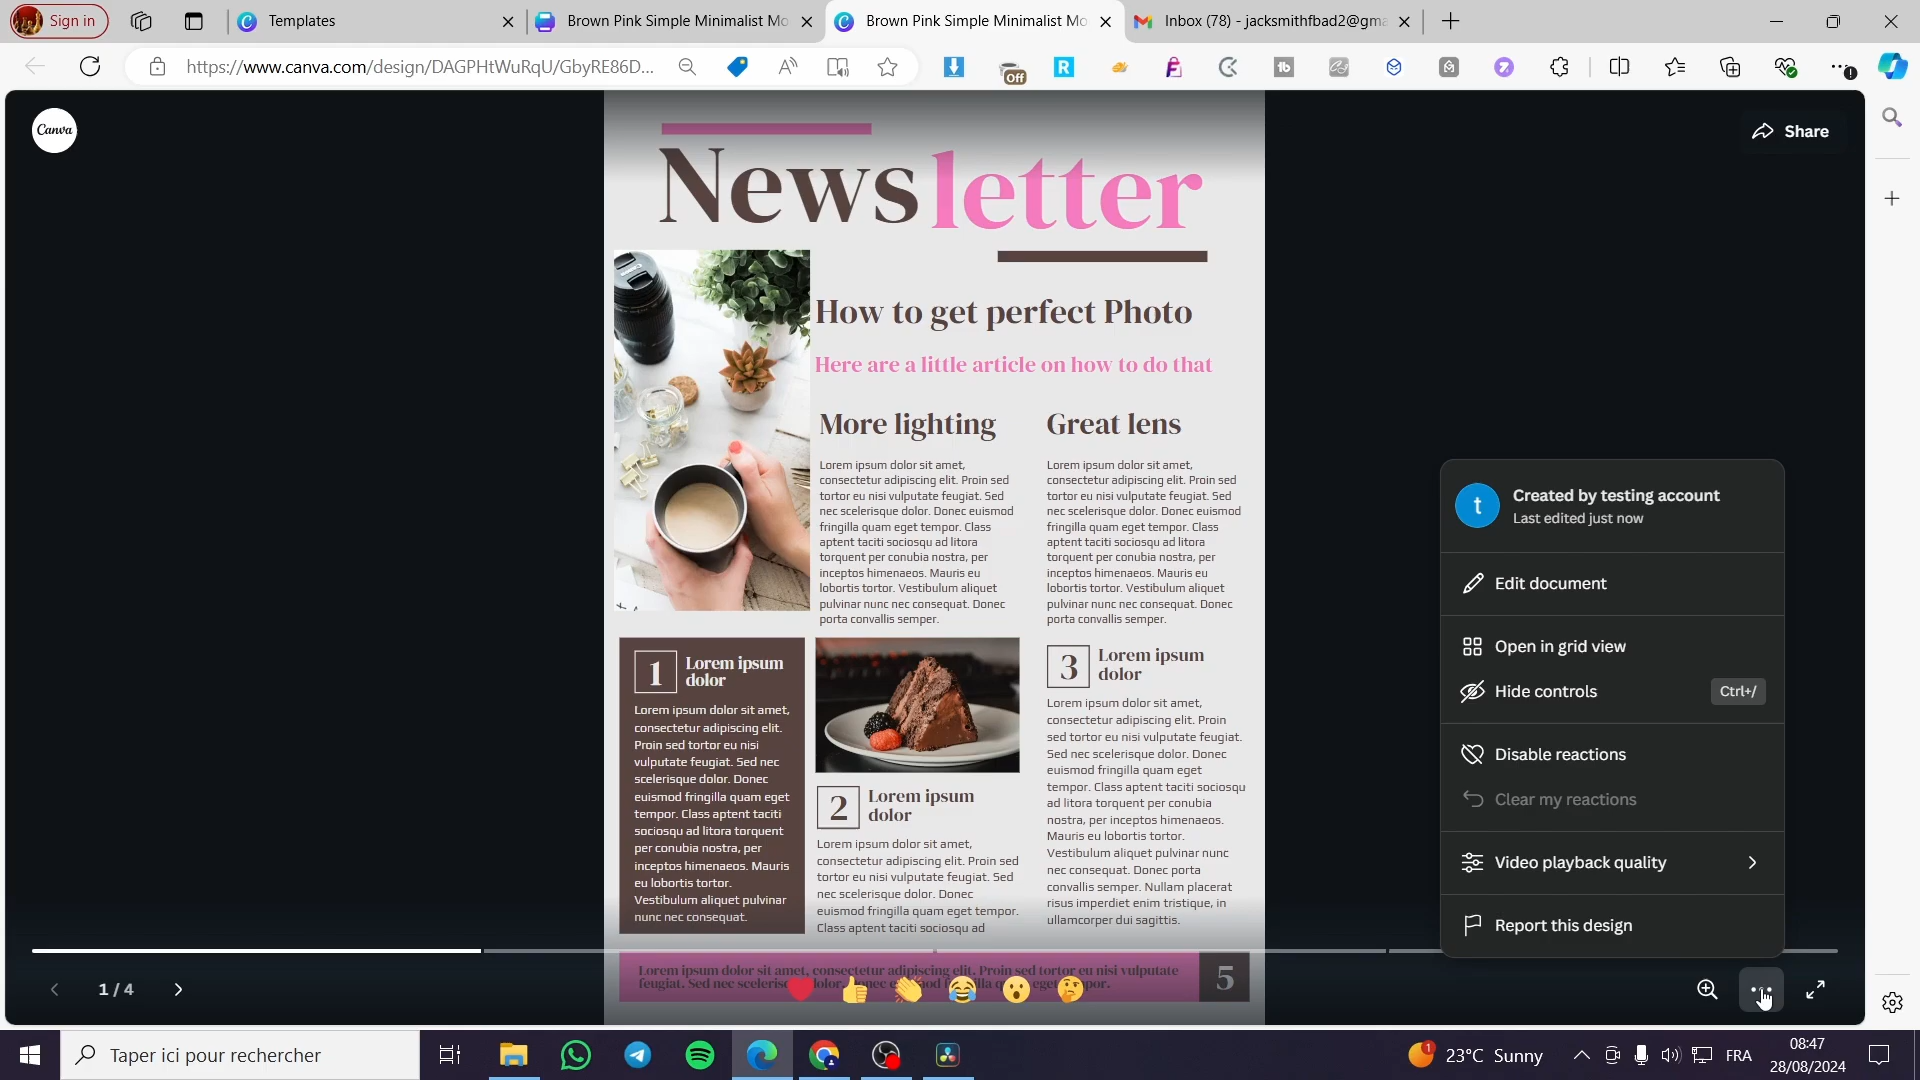 Sign in
Templates
Brown Pink Simple Minimalist Mo
Brown Pink Simple Minimalist Mo
Inbox (78) - jacksmithfbad2@gma
https://www.canva.com/design/DAGPHtWuRqU/GbyRE86D...
Off
Canva
Share
Newsletter
How to get perfect Photo
Here are a little article on how to do that
More lighting
Lorem ipsum dolor sit amet,
consectetur adipiscing elit. Proin sed
tortor eu nisi vulputate feugiat. Sed
nec scelerisque dolor. Donec euismod
fringilla quam eget tempor. Class
aptent taciti sociosqu ad litora
torquent per conubia nostra, per
inceptos himenaeos. Mauris eu
lobortis tortor. Vestibulum aliquet
pulvinar nunc nec consequat. Donec
porta convallis semper.
Great lens
Lorem ipsum dolor sit amet,
consectetur adipiscing elit. Proin sed
tortor eu nisi vulputate feugiat. Sed
nec scelerisque dolor. Donec euismod
fringilla quam eget tempor. Class
aptent taciti sociosqu ad litora
torquent per conubia nostra, per
inceptos himenaeos. Mauris eu
lobortis tortor. Vestibulum aliquet
pulvinar nunc nec consequat. Donec
porta convallis semper.
1
Lorem ipsum
dolor
Lorem ipsum dolor sit amet,
consectetur adipiscing elit.
Proin sed tortor eu nisi
vulputate feugiat. Sed nec
scelerisque dolor. Donec
euismod fringilla quam eget
tempor. Class aptent taciti
sociosqu ad litora torquent
per conubia nostra, per
inceptos himenaeos. Mauris
eu lobortis tortor.
Vestibulum aliquet pulvinar
nunc nec consequat.
2
Lorem ipsum
dolor
Lorem ipsum dolor sit amet,
consectetur adipiscing elit. Proin sed
tortor eu nisi vulputate feugiat. Sed
nec scelerisque dolor. Donec
euismod fringilla quam eget tempor.
Class aptent taciti sociosqu ad
3
Lorem ipsum
dolor
Lorem ipsum dolor sit amet,
consectetur adipiscing elit. Proin
sed tortor eu nisi vulputate feugiat.
Sed nec scelerisque dolor. Donec
euismod fringilla quam eget
tempor. Class aptent taciti sociosqu
ad litora torquent per conubia
nostra, per inceptos himenaeos.
Mauris eu lobortis tortor.
Vestibulum aliquet pulvinar nunc
nec consequat. Donec porta
convallis semper. Nullam placerat
risus imperdiet enim tristique, in
ullamcorper dui sagittis.
Lorem ipsum dolor sit amet, consectetur adipiscing elit. Proin sed tortor eu nisi vulputate
feugiat. Sed nec
5
t
Created by testing account
Last edited just now
Edit document
Open in grid view
Hide controls
Ctrl+/
Disable reactions
Clear my reactions
Video playback quality
Report this design
1 / 4
Taper ici pour rechercher
1
23°C Sunny
FRA
08:47
28/08/2024